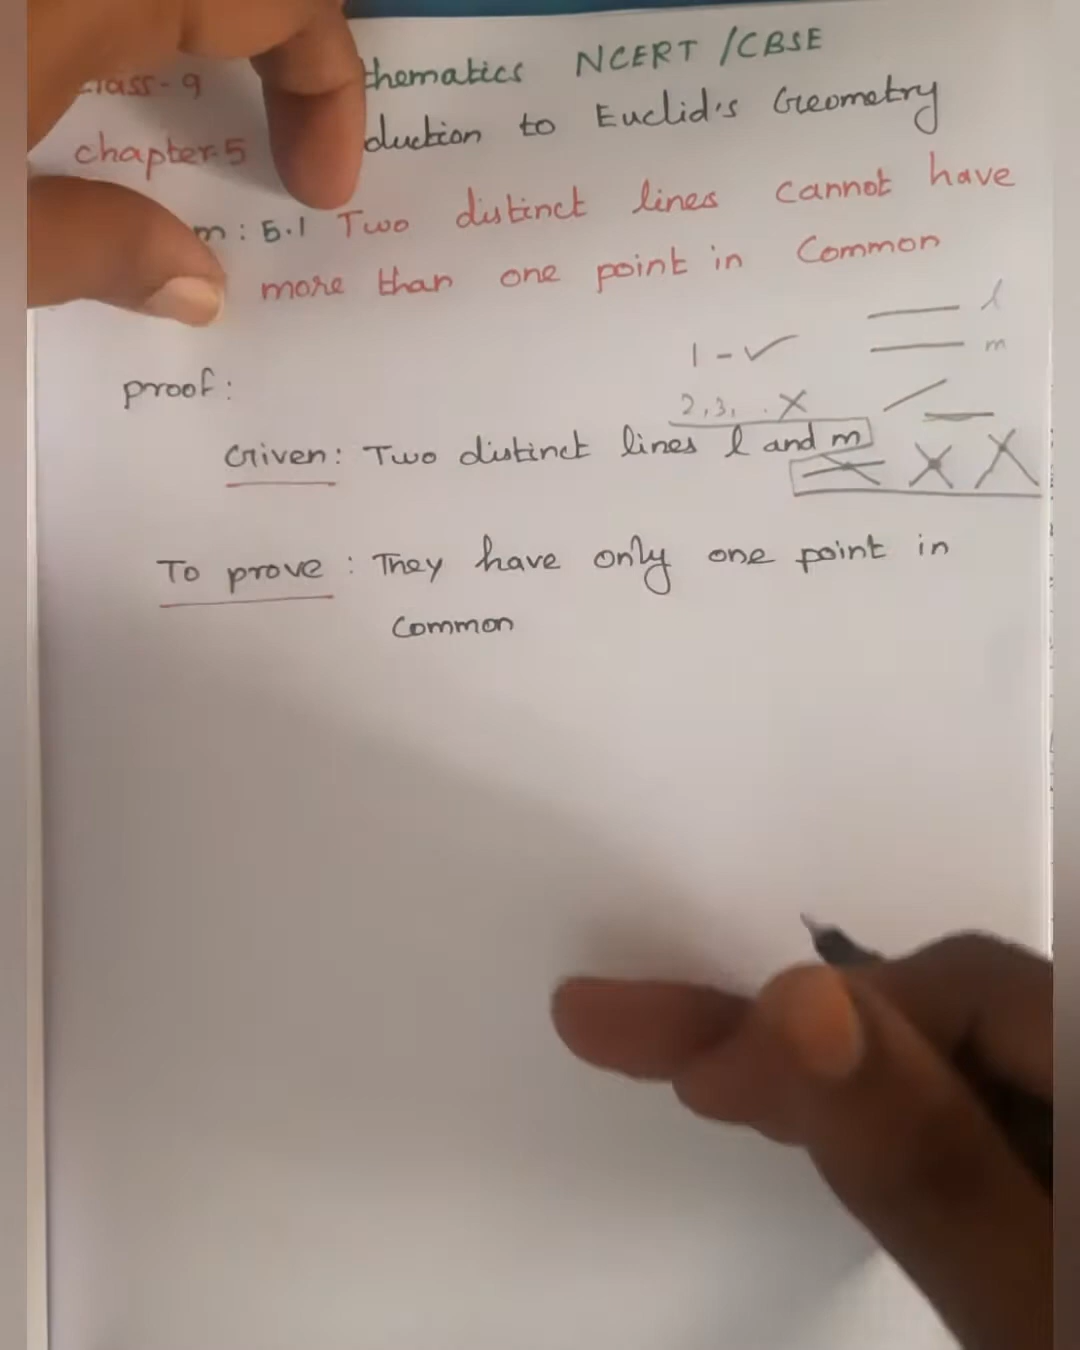 class-9 thematics NCERT /CBSE
chapter-5 duction to Euclid's Geometry
m: 5.1 Two distinct lines cannot have
more than one point in Common
l
1 - ✓
m
proof:
2,3, . X
Given: Two distinct lines l and m
To prove: They have only one point in
Common